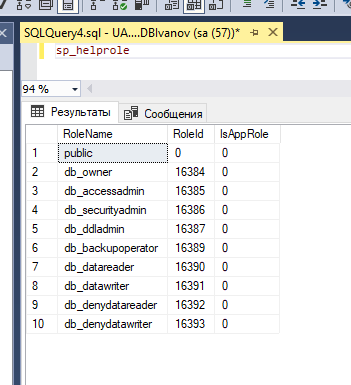 SQLQuery4.sql - UA....DBIvanov (sa (57))*
sp_helprole
94 %
Результаты Сообщения
RoleName RoleId IsAppRole
1 public 0 0
2 db_owner 16384 0
3 db_accessadmin 16385 0
4 db_securityadmin 16386 0
5 db_ddladmin 16387 0
6 db_backupoperator 16389 0
7 db_datareader 16390 0
8 db_datawriter 16391 0
9 db_denydatareader 16392 0
10 db_denydatawriter 16393 0